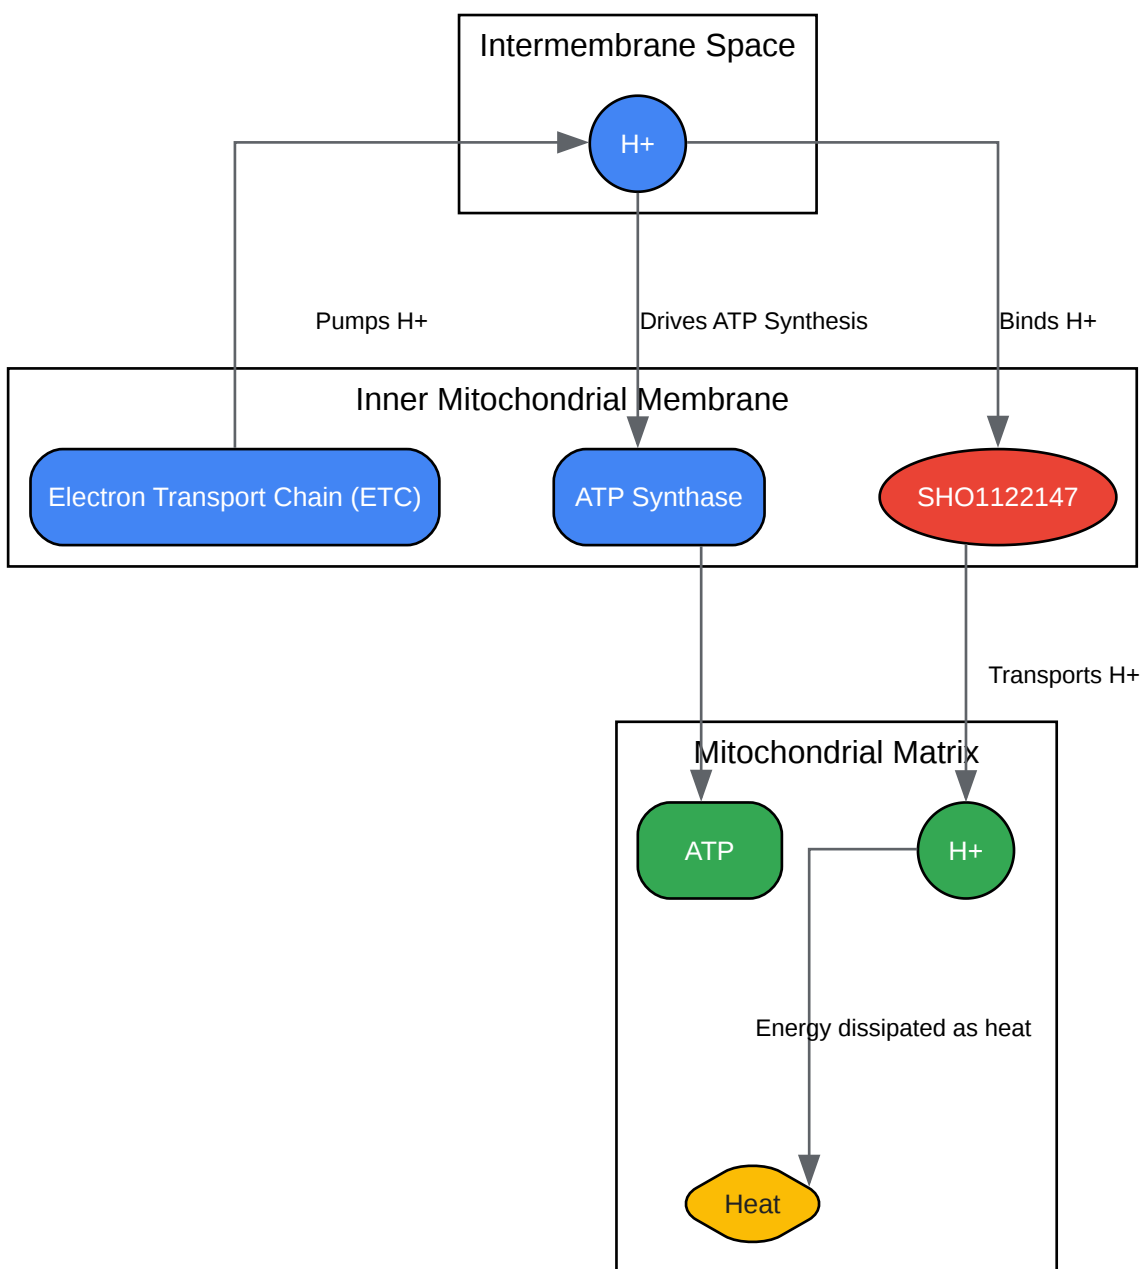 Intermembrane Space
H+
Pumps H+
Drives ATP Synthesis
Binds H+
Inner Mitochondrial Membrane
Electron Transport Chain (ETC)
ATP Synthase
SHO1122147
Transports H+
Mitochondrial Matrix
ATP
H+
Energy dissipated as heat
Heat